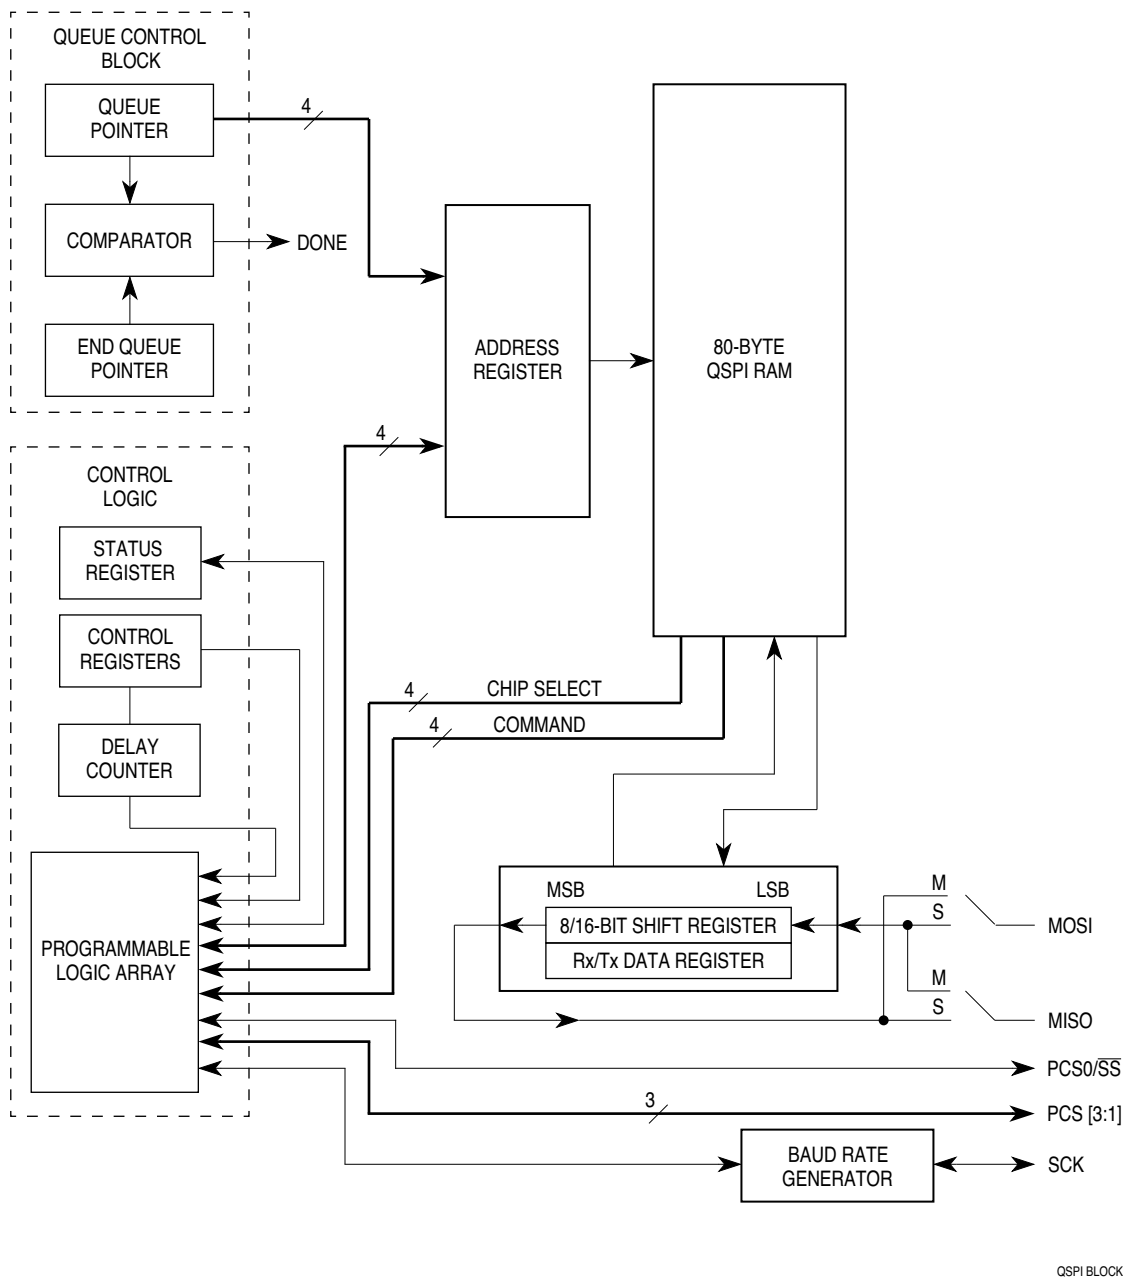 QUEUE CONTROL
BLOCK
QUEUE
POINTER
4
COMPARATOR
DONE
END QUEUE
POINTER
ADDRESS
REGISTER
80-BYTE
QSPI RAM
4
CONTROL
LOGIC
STATUS
REGISTER
CONTROL
REGISTERS
DELAY
COUNTER
4
CHIP SELECT
4
COMMAND
PROGRAMMABLE
LOGIC ARRAY
MSB
LSB
8/16-BIT SHIFT REGISTER
Rx/Tx DATA REGISTER
M
S
MOSI
M
S
MISO
PCS0/S̅S̅
3
PCS [3:1]
BAUD RATE
GENERATOR
SCK
QSPI BLOCK